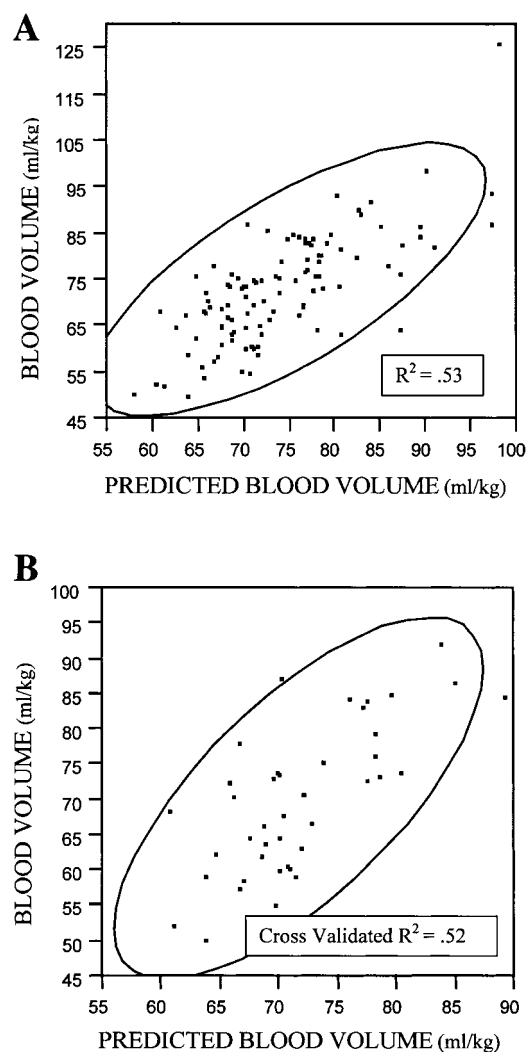 A
125
115
105
95
85
75
65
55
45
BLOOD VOLUME (ml/kg)
R² = .53
55 60 65 70 75 80 85 90 95 100
PREDICTED BLOOD VOLUME (ml/kg)
B
100
95
90
85
80
75
70
65
60
55
50
45
BLOOD VOLUME (ml/kg)
Cross Validated R² = .52
55 60 65 70 75 80 85 90
PREDICTED BLOOD VOLUME (ml/kg)